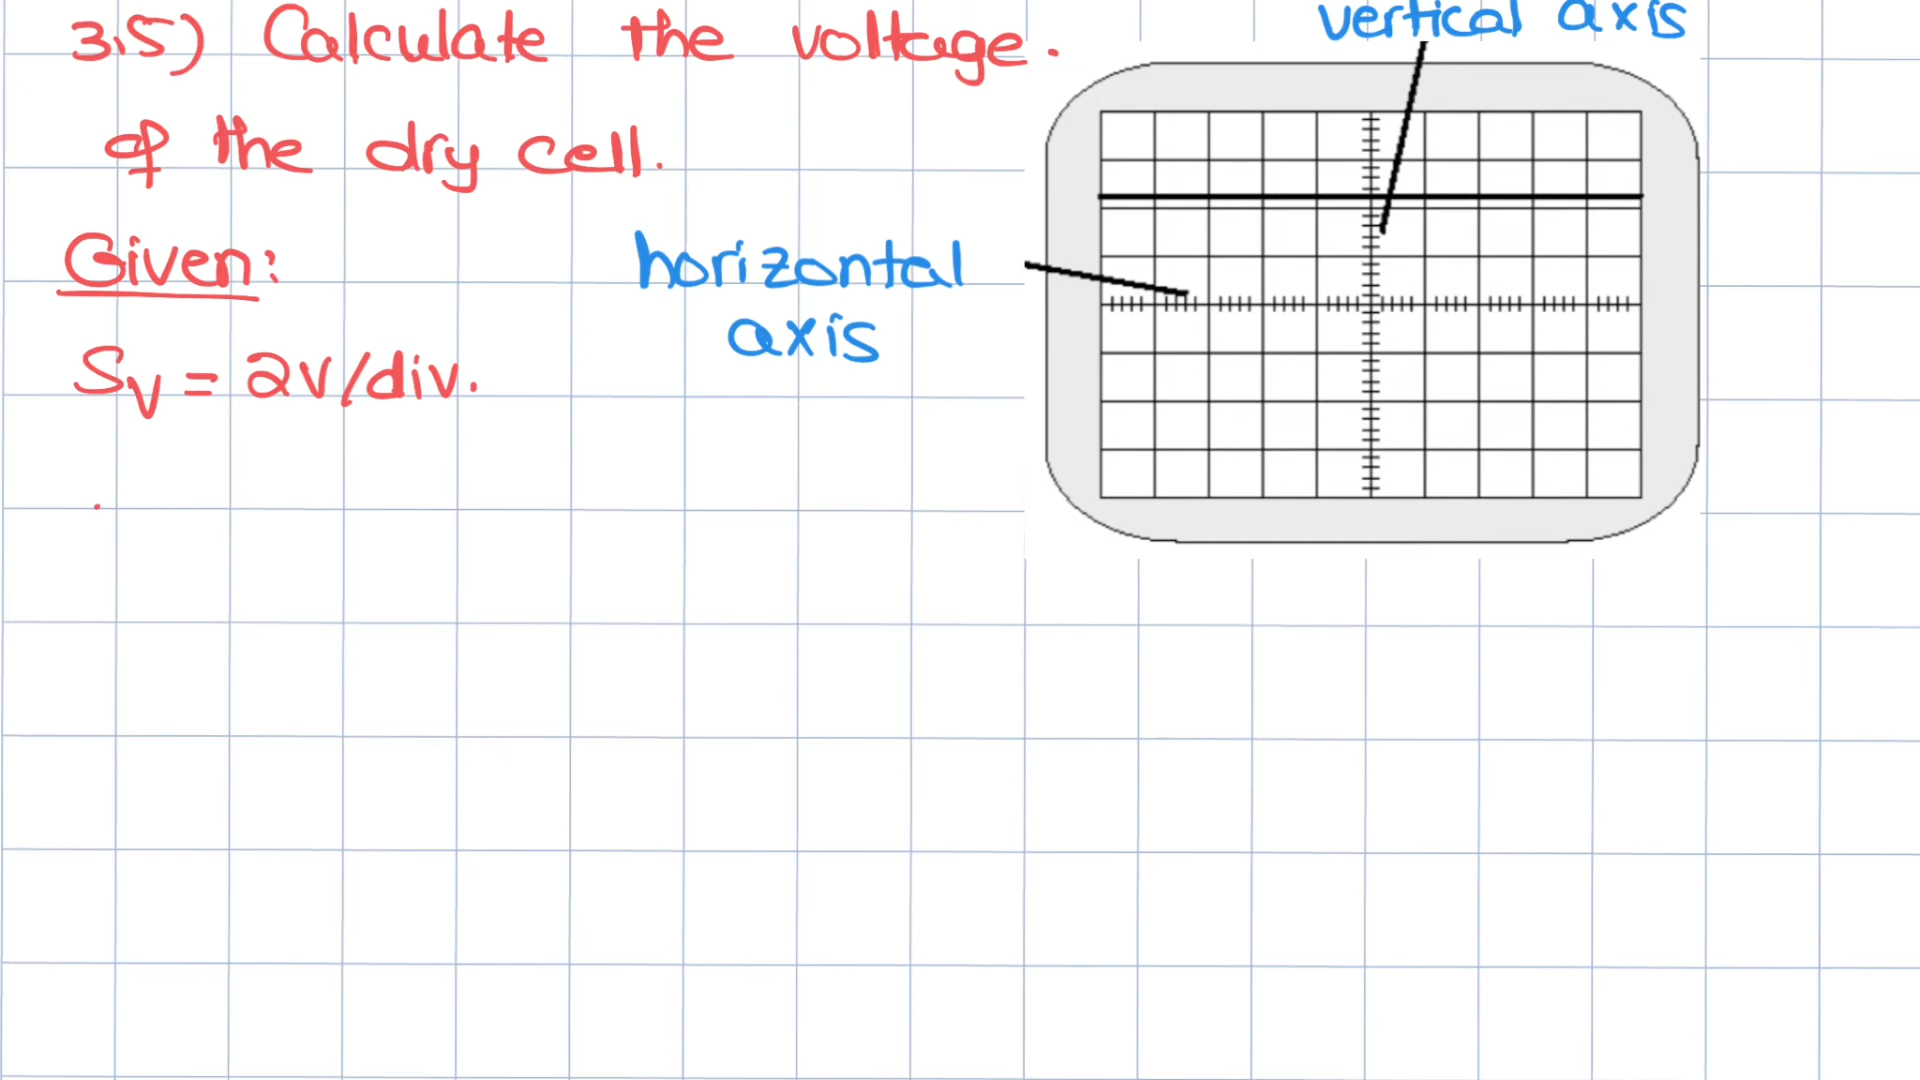 3.5) Calculate the voltage.
of the dry cell.
Given:
Sv = 2V/div.
vertical axis
horizontal
axis